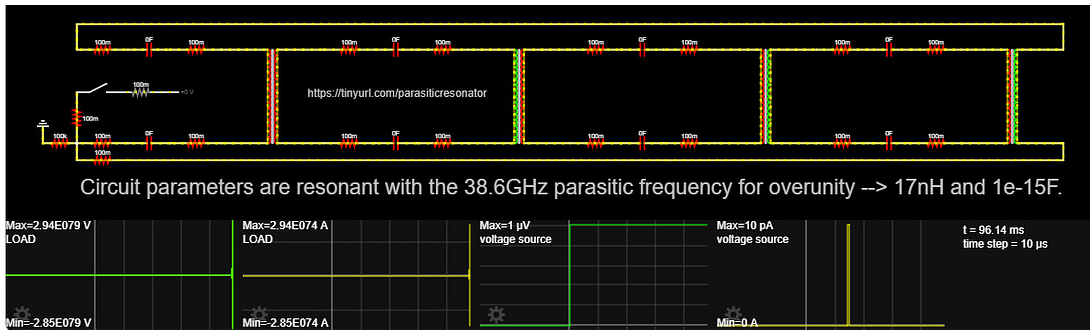 100m 0F 100m 100m 0F 100m 100m 0F 100m 100m 0F 100m
100m +0 V
https://tinyurl.com/parasiticresonator
100m
100k 100m 0F 100m 100m 0F 100m 100m 0F 100m 100m 0F 100m
100m
Circuit parameters are resonant with the 38.6GHz parasitic frequency for overunity --> 17nH and 1e-15F.
Max=2.94E079 V Max=2.94E074 A Max=1 μV Max=10 pA t = 96.14 ms
LOAD LOAD voltage source voltage source time step = 10 μs
Min=-2.85E079 V Min=-2.85E074 A Min=0 A